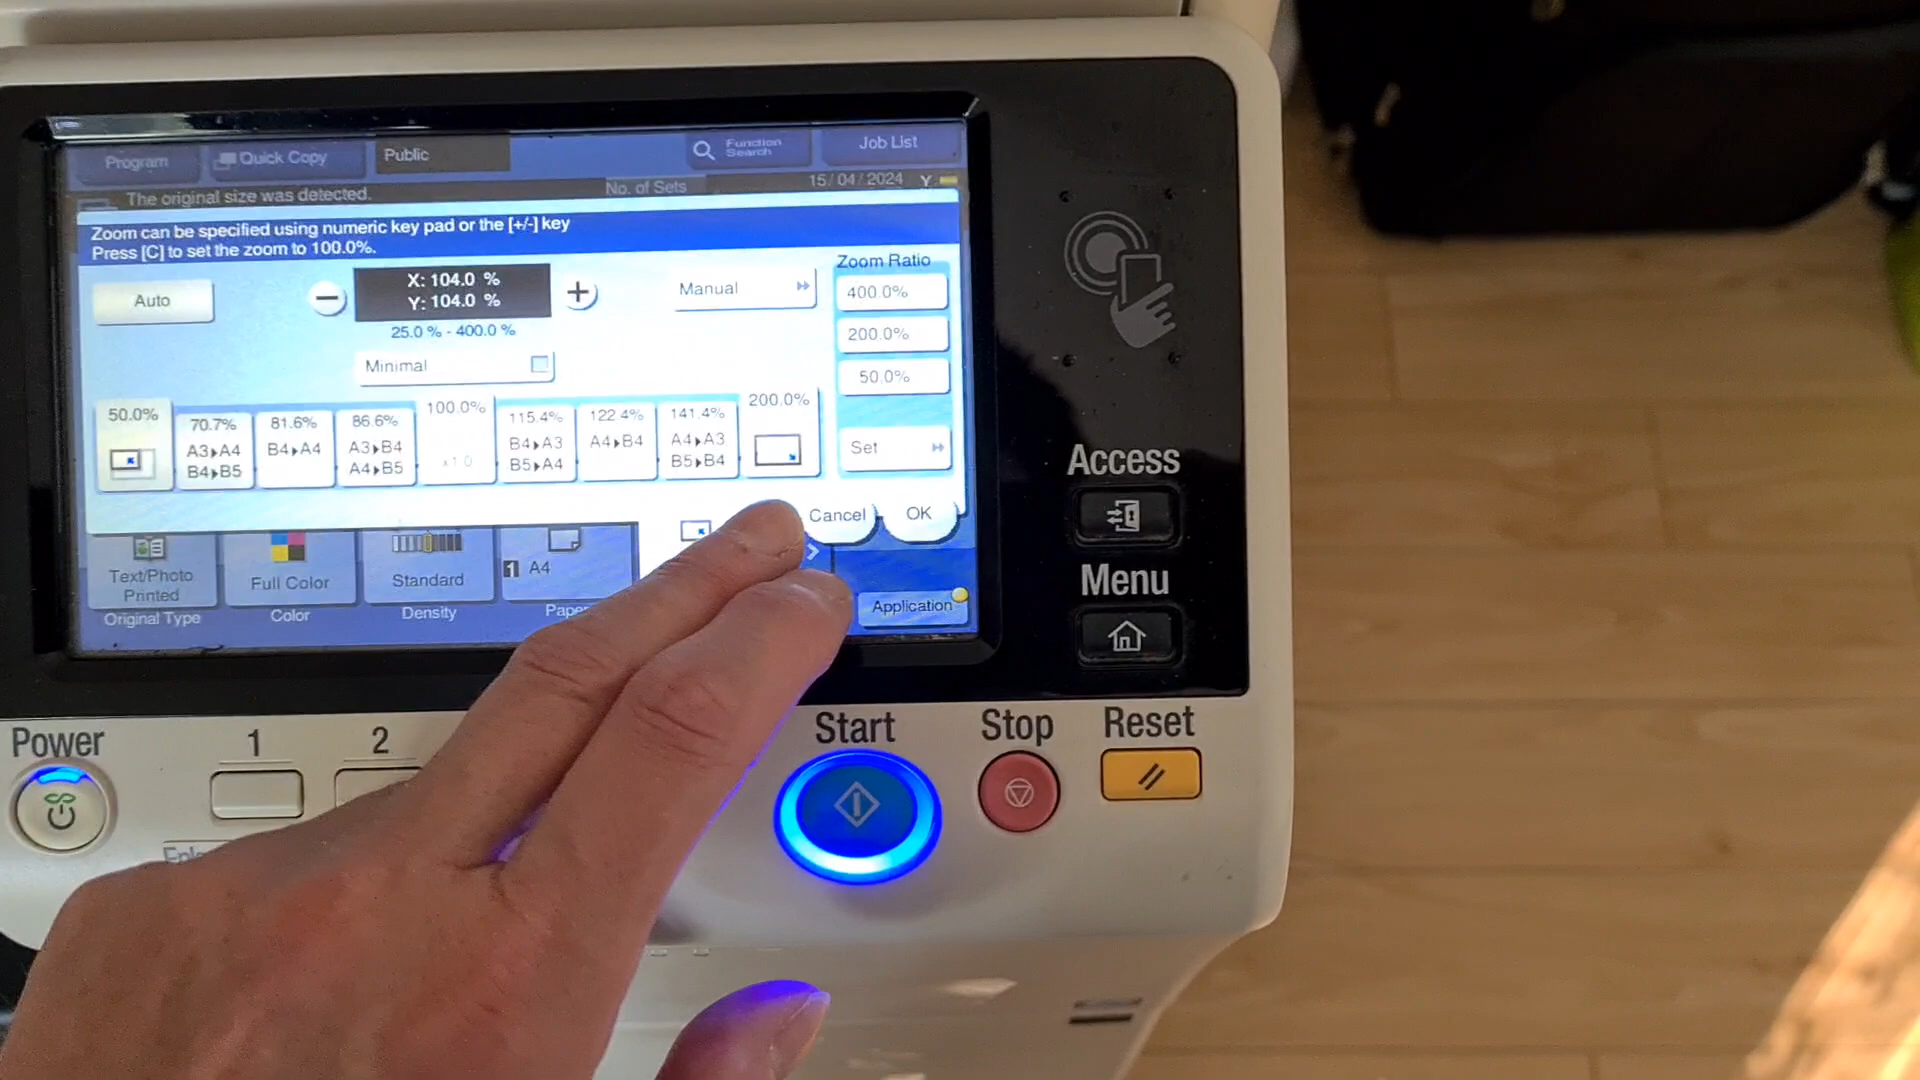 Program
Quick Copy
Public
Function
Search
Job List
The original size was detected.
No. of Sets
15/04/2024
Y
Zoom can be specified using numeric key pad or the [+/-] key
Press [C] to set the zoom to 100.0%.
Auto
−
X: 104.0 %
Y: 104.0 %
+
25.0 % - 400.0 %
Manual
Zoom Ratio
400.0%
200.0%
50.0%
Minimal
50.0%
70.7%
A3▸A4
B4▸B5
81.6%
B4▸A4
86.6%
A3▸B4
A4▸B5
100.0%
x1.0
115.4%
B4▸A3
B5▸A4
122.4%
A4▸B4
141.4%
A4▸A3
B5▸B4
200.0%
Set
Cancel
OK
Text/Photo
Printed
Original Type
Full Color
Color
Standard
Density
1 A4
Application
Access
Menu
Power
1
2
Start
Stop
Reset